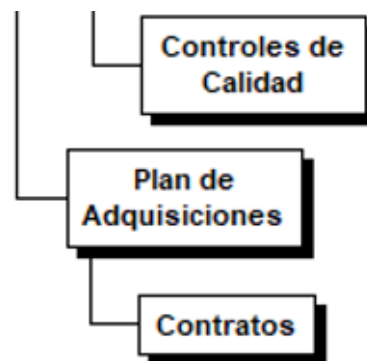 Controles de
Calidad
Plan de
Adquisiciones
Contratos